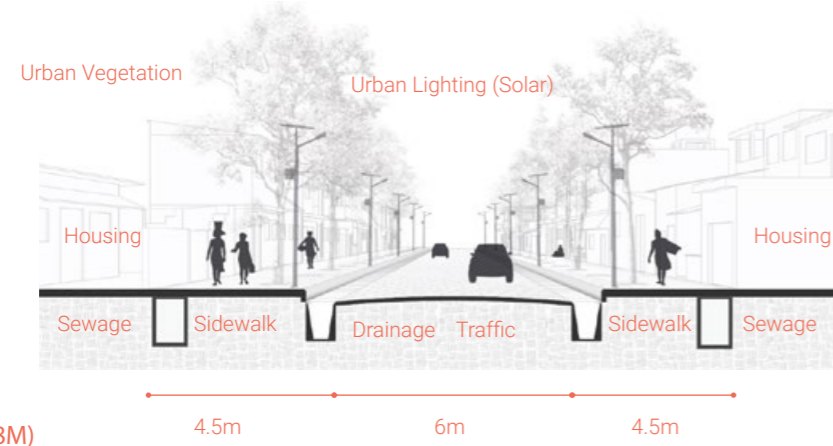 Urban Vegetation
Urban Lighting (Solar)
Housing
Housing
Sewage
Sidewalk
Drainage
Traffic
Sidewalk
Sewage
4.5m
6m
4.5m